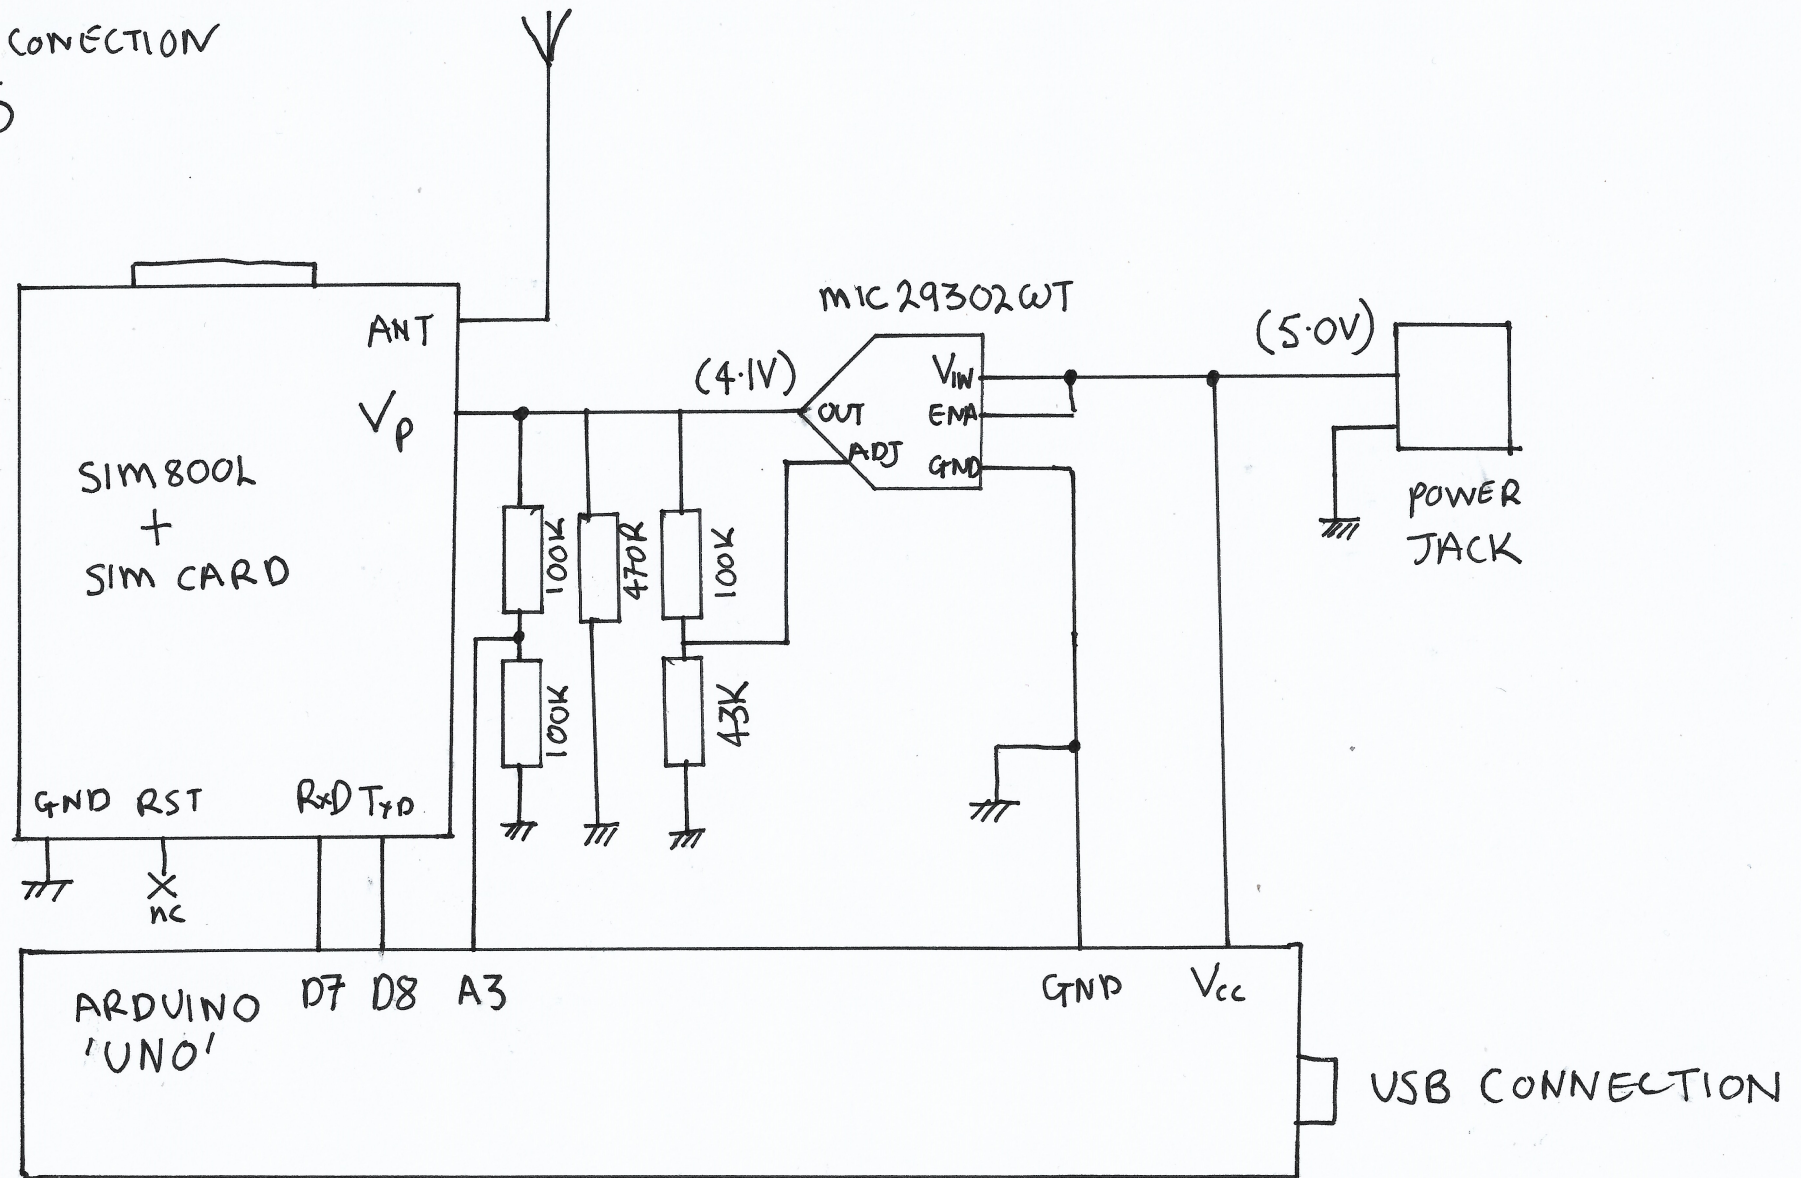 CONECTION
ANT
Vp
SIM800L
+
SIM CARD
GND RST RXD TXD
nc
100K
100K
470R
100K
43K
(4.1V)
MIC29302WT
VIN
OUT
ENA
ADJ
GND
(5.0V)
POWER
JACK
ARDUINO
'UNO'
D7 D8 A3
GND Vcc
USB CONNECTION